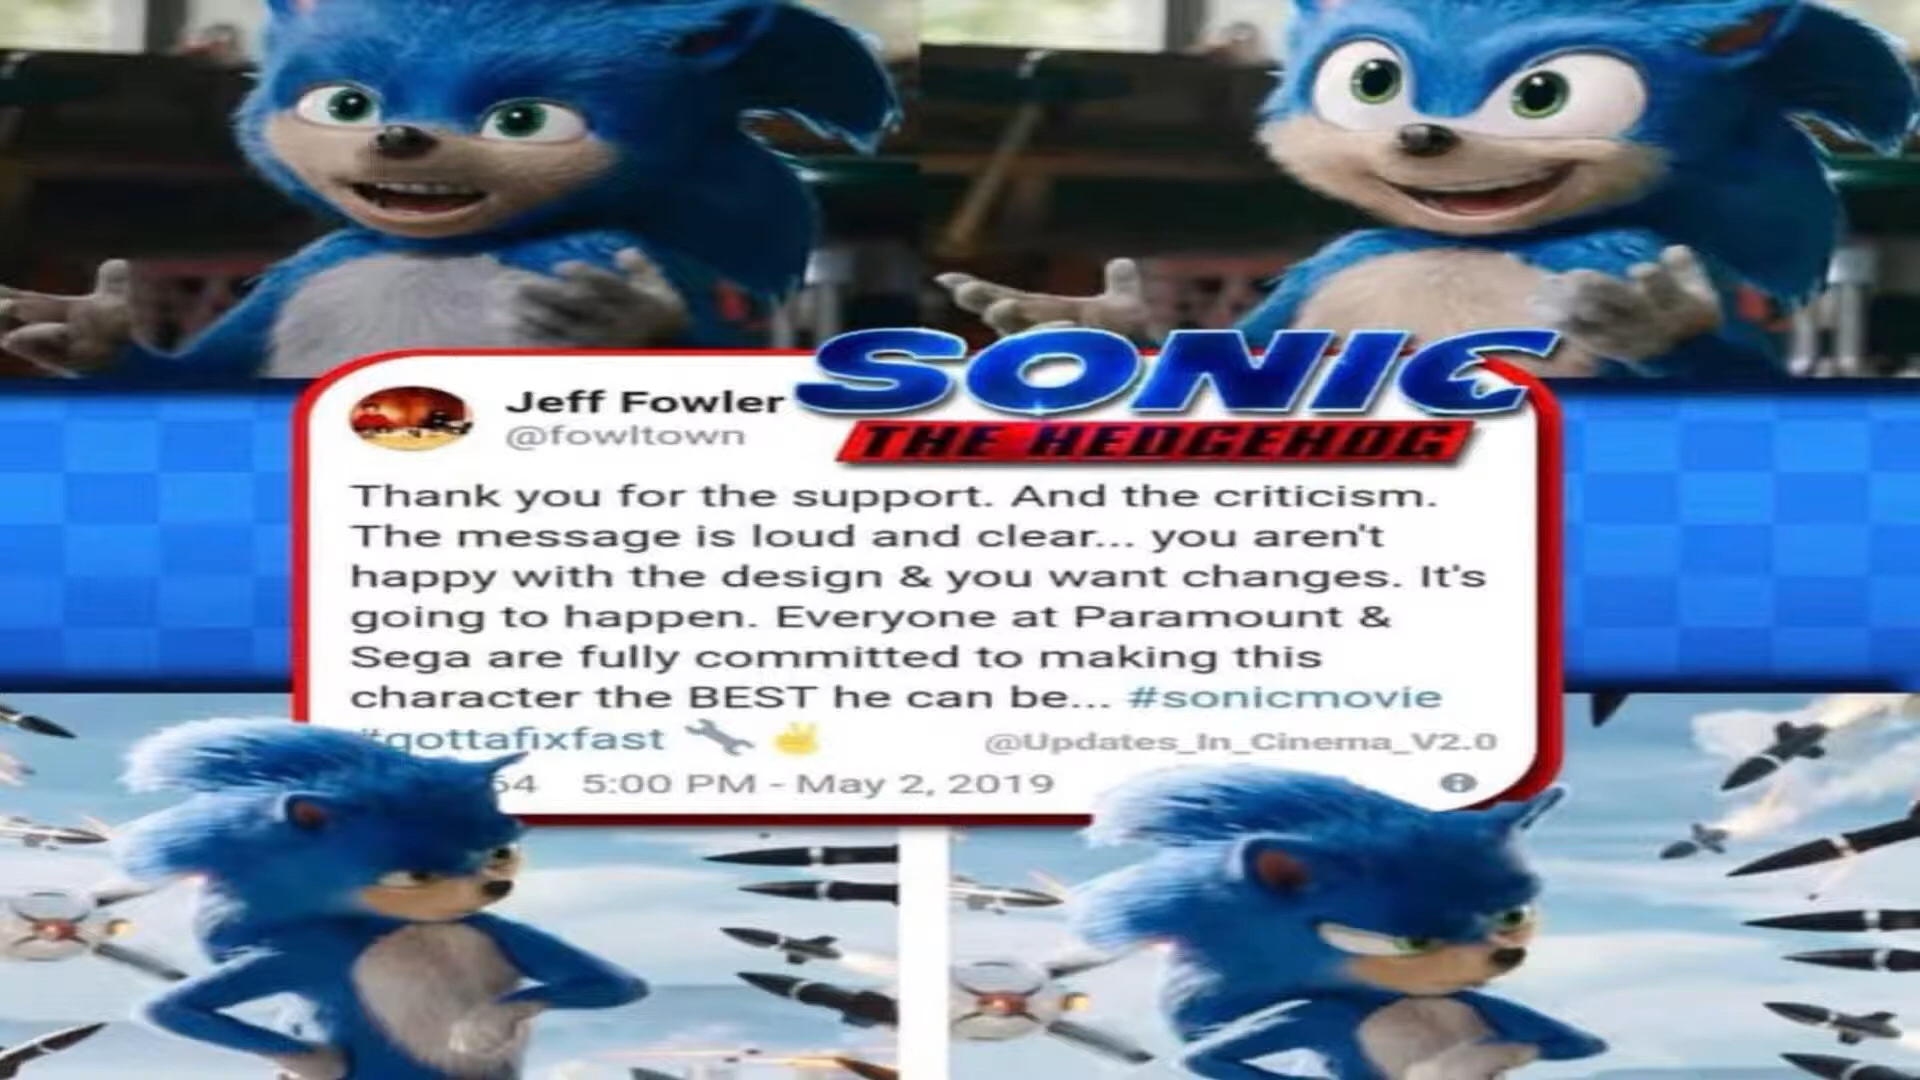 SONIC
THE HEDGEHOG
Jeff Fowler
@fowltown
Thank you for the support. And the criticism.
The message is loud and clear... you aren't
happy with the design & you want changes. It's
going to happen. Everyone at Paramount &
Sega are fully committed to making this
character the BEST he can be... #sonicmovie
#gottafixfast 🔧✌️ @Updates_In_Cinema_V2.0
64 5:00 PM - May 2, 2019